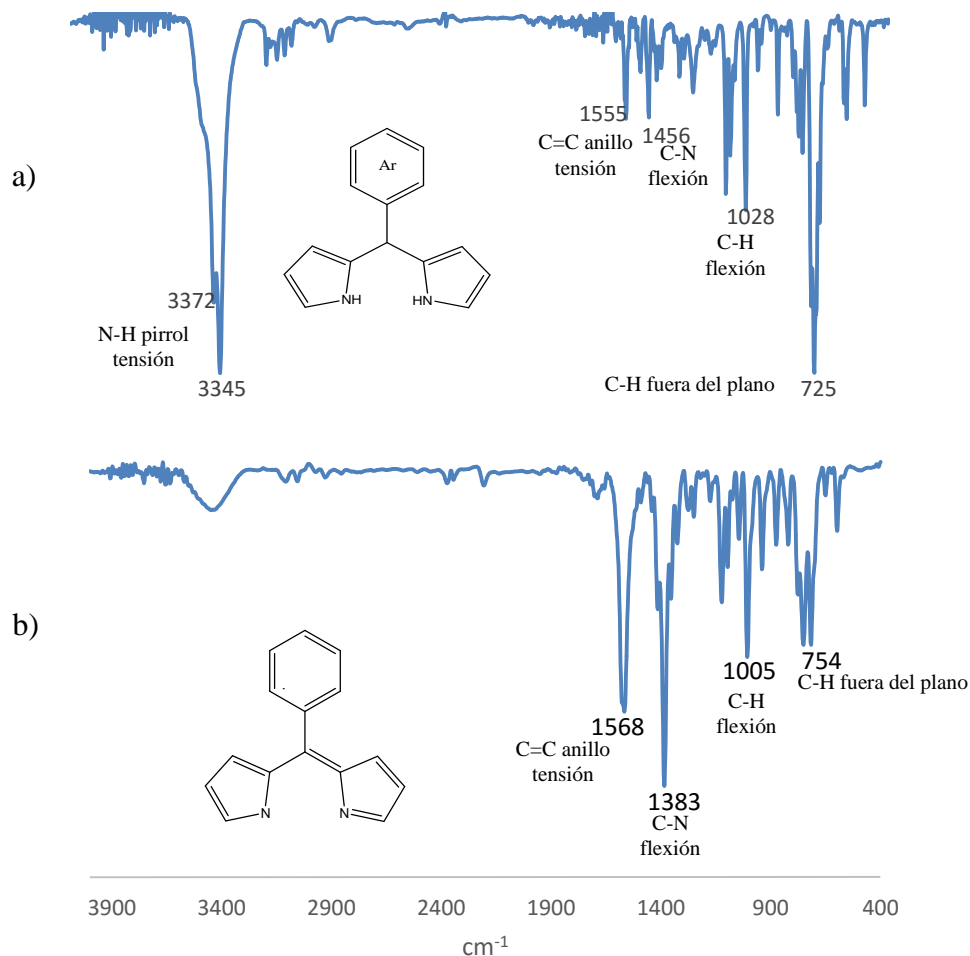 a)
Ar
NH
HN
3372
N-H pirrol
tensión
3345
1555
C=C anillo
tensión
1456
C-N
flexión
1028
C-H
flexión
C-H fuera del plano
725
b)
N
N
1568
C=C anillo
tensión
1383
C-N
flexión
1005
C-H
flexión
754
C-H fuera del plano
3900 3400 2900 2400 1900 1400 900 400
cm-1